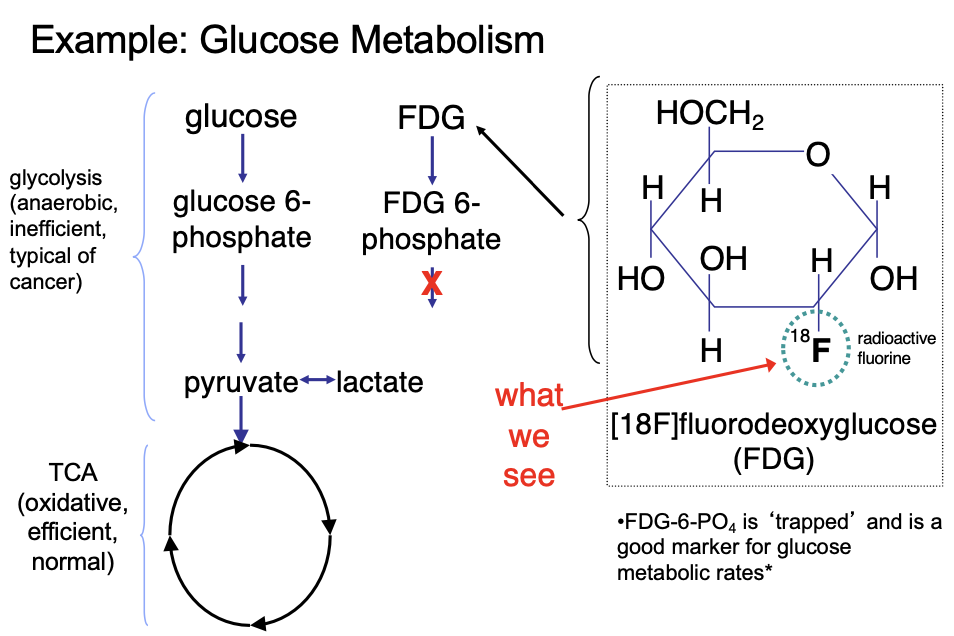 Example: Glucose Metabolism
glycolysis
(anaerobic,
inefficient,
typical of
cancer)
glucose
glucose 6-
phosphate
pyruvate
lactate
FDG
FDG 6-
phosphate
X
TCA
(oxidative,
efficient,
normal)
HOCH₂
O
H
H
H
HO
OH
H
OH
H
¹⁸F
radioactive
fluorine
what
we
see
[18F]fluorodeoxyglucose
(FDG)
•FDG-6-PO₄ is ‘trapped’ and is a
good marker for glucose
metabolic rates*